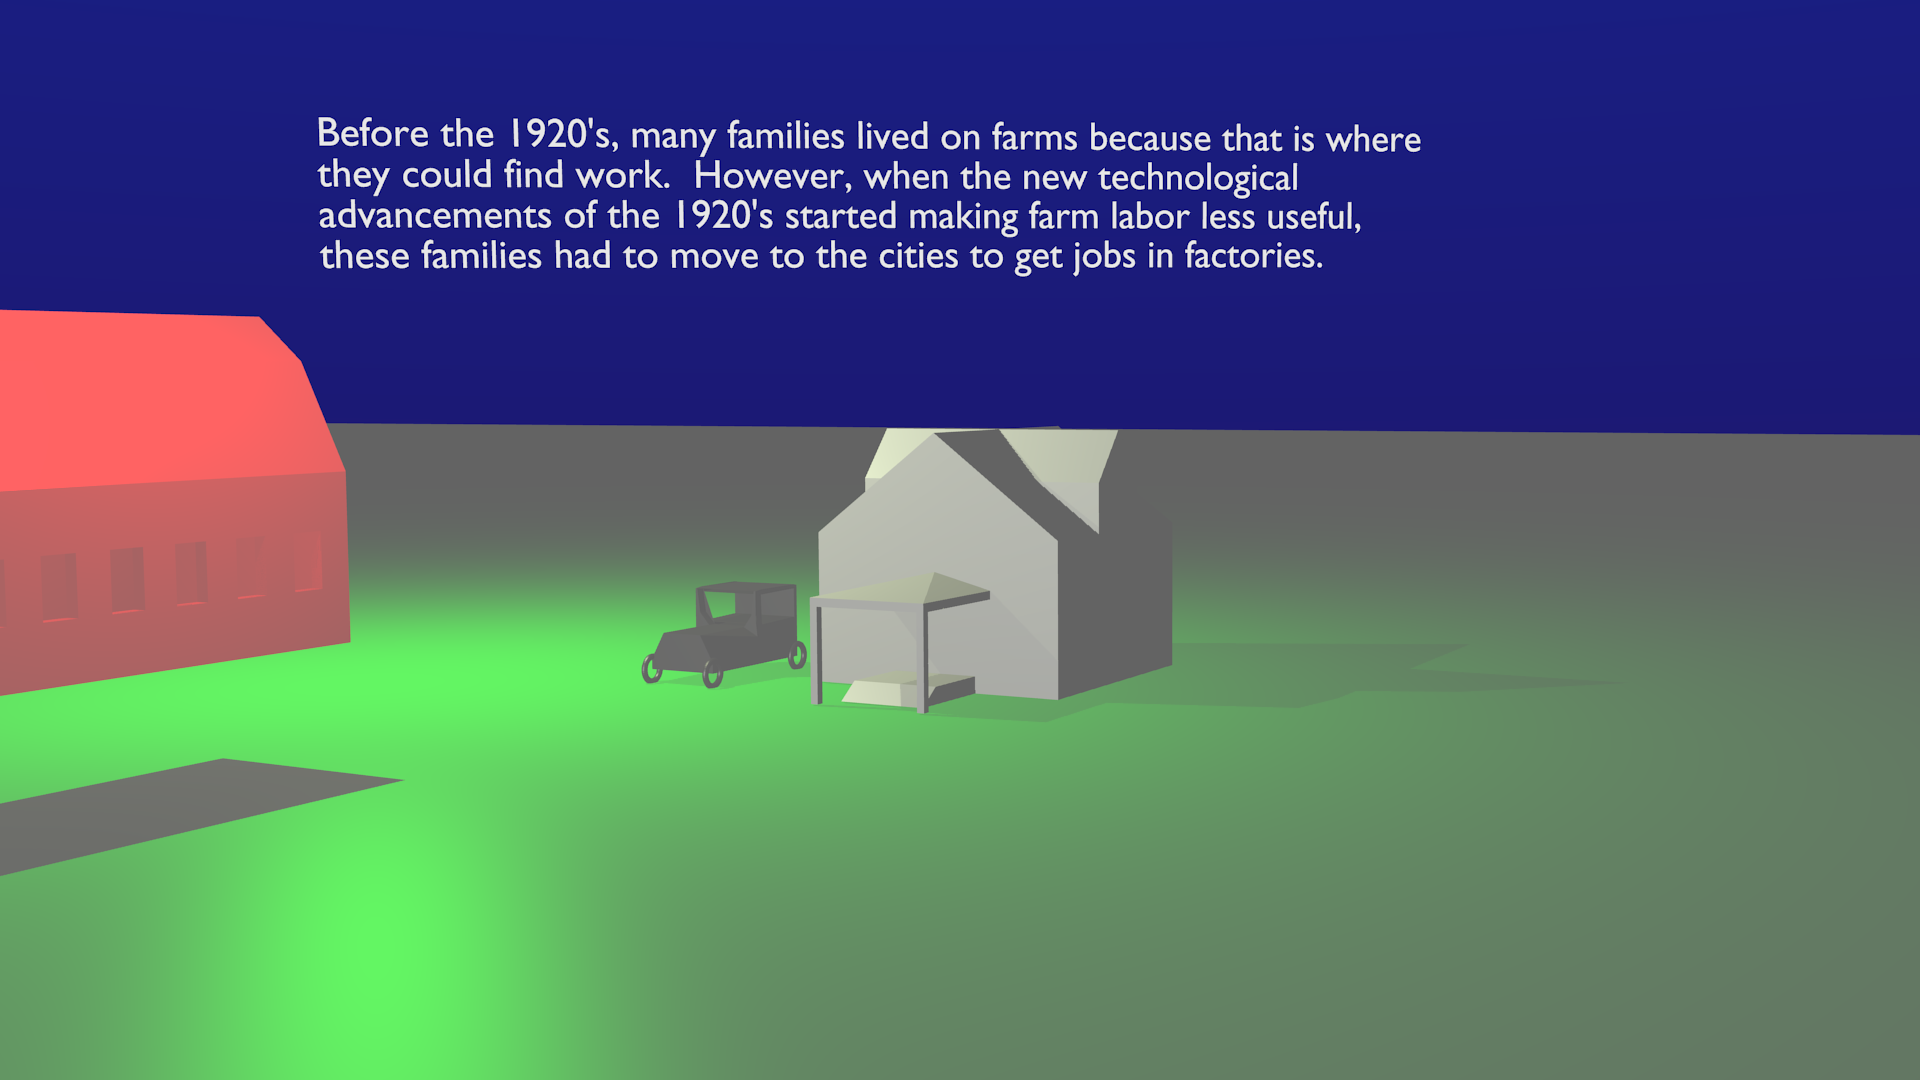 Before the 1920's, many families lived on farms because that is where
they could find work.  However, when the new technological
advancements of the 1920's started making farm labor less useful,
these families had to move to the cities to get jobs in factories.